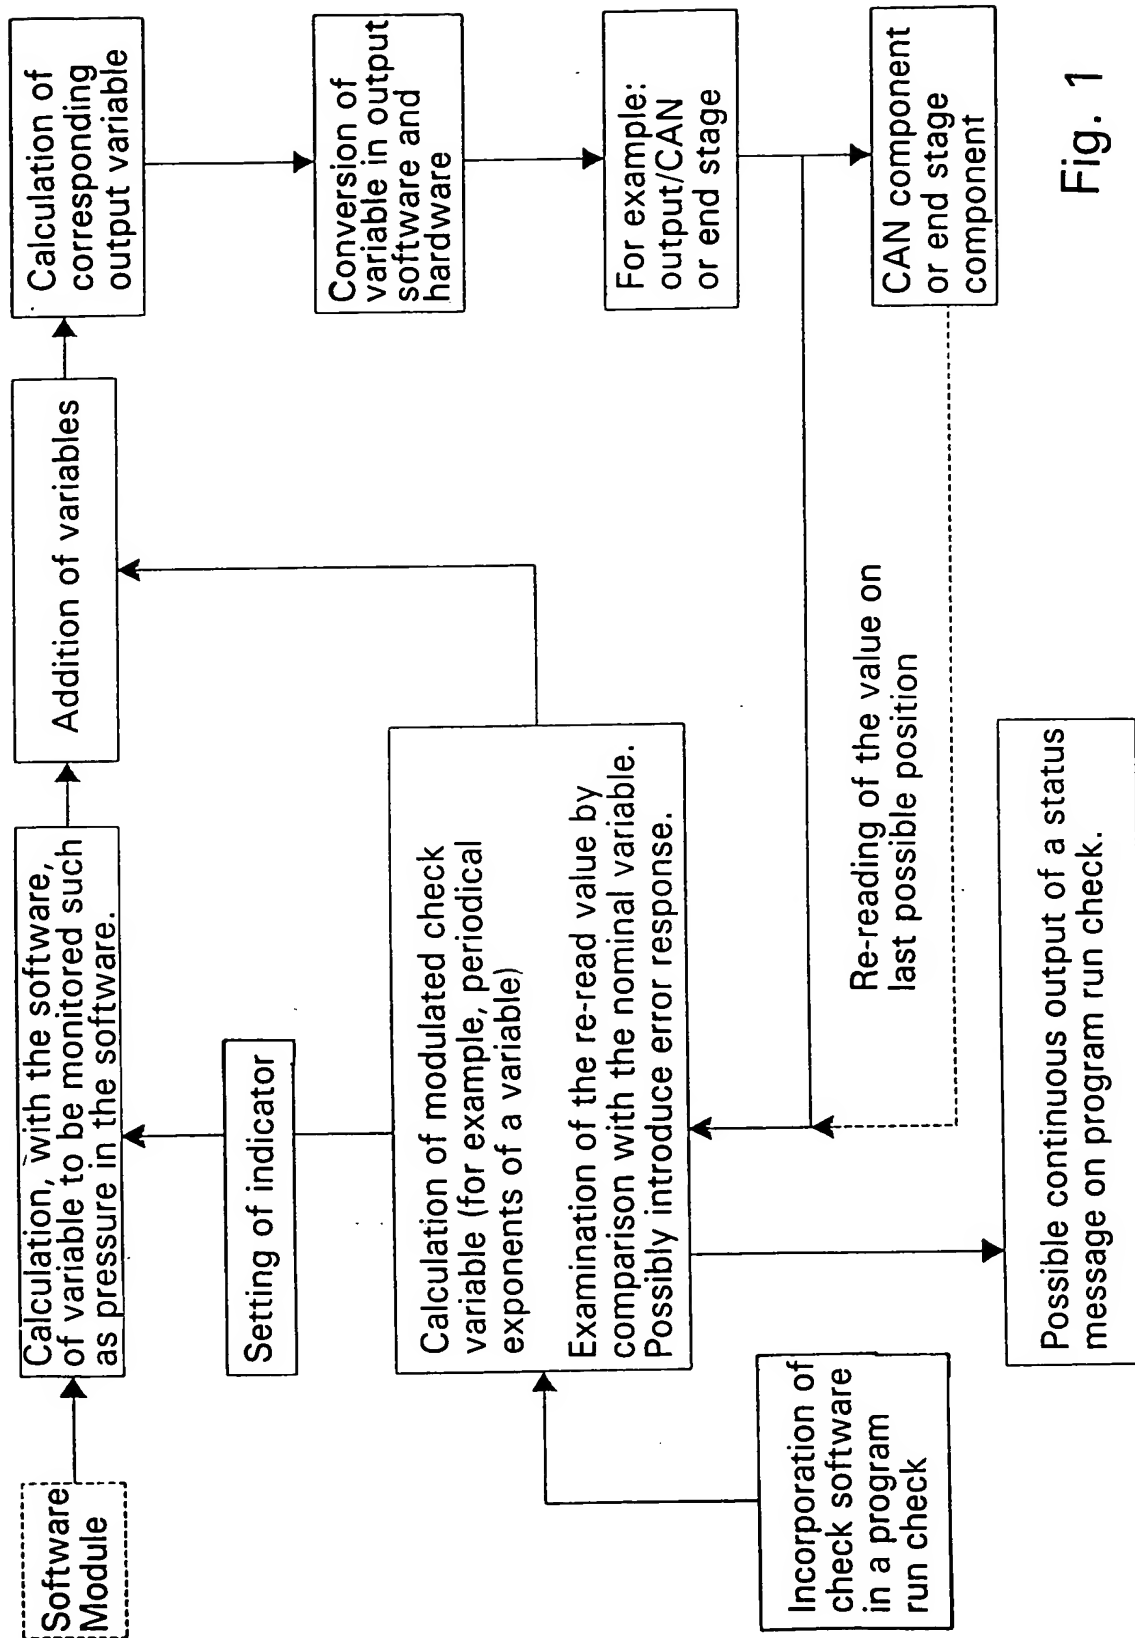 Software
Module
Calculation, with the software,
of variable to be monitored such
as pressure in the software.
Addition of variables
Calculation of
corresponding
output variable
Setting of indicator
Conversion of
variable in output
software and
hardware
Calculation of modulated check
variable (for example, periodical
exponents of a variable)
Examination of the re-read value by
comparison with the nominal variable.
Possibly introduce error response.
For example:
output/CAN
or end stage
Incorporation of
check software
in a program
run check
Re-reading of the value on
last possible position
CAN component
or end stage
component
Possible continuous output of a status
message on program run check.
Fig. 1